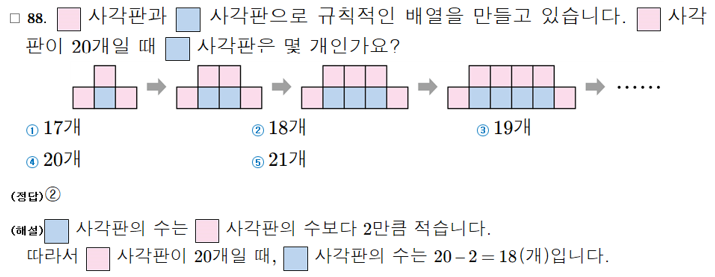 □ 88. 사각판과 사각판으로 규칙적인 배열을 만들고 있습니다. 사각
판이 20개일 때 사각판은 몇 개인가요?
⋯⋯
① 17개 ② 18개 ③ 19개
④ 20개 ⑤ 21개
(정답) ②
(해설) 사각판의 수는 사각판의 수보다 2만큼 적습니다.
따라서 사각판이 20개일 때, 사각판의 수는 20-2=18(개)입니다.